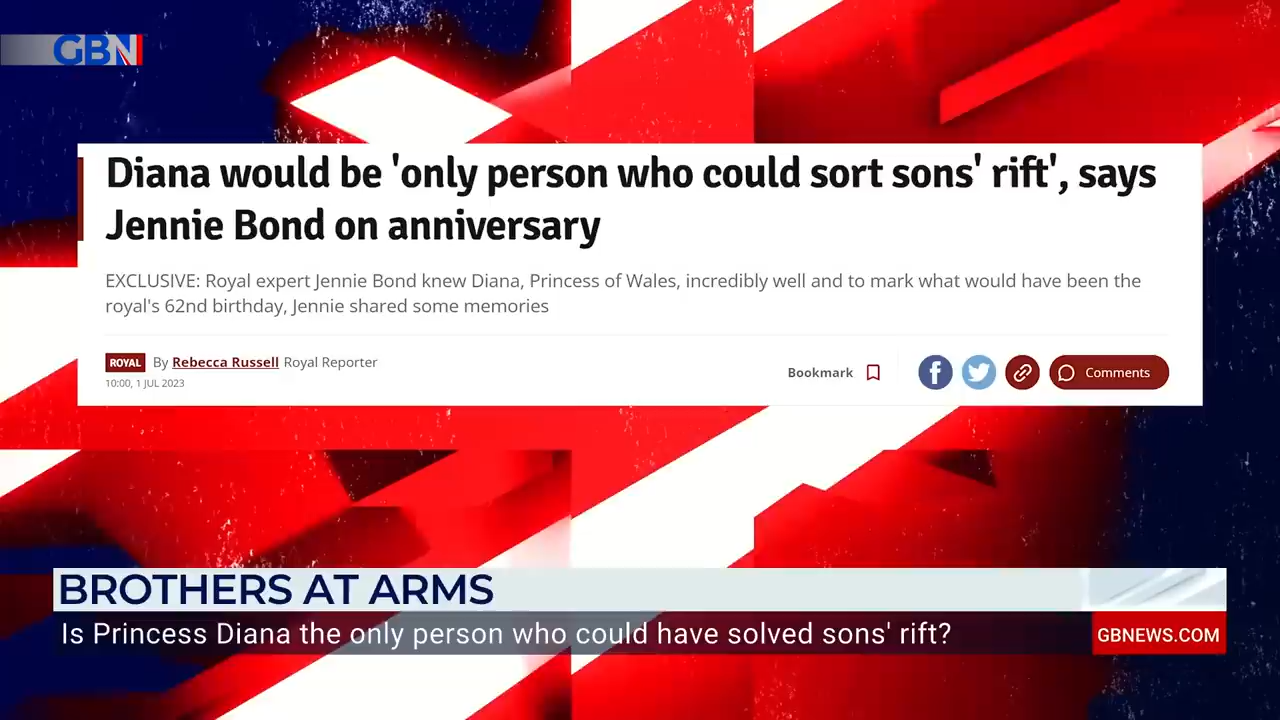 GBN
Diana would be 'only person who could sort sons' rift', says
Jennie Bond on anniversary
EXCLUSIVE: Royal expert Jennie Bond knew Diana, Princess of Wales, incredibly well and to mark what would have been the
royal's 62nd birthday, Jennie shared some memories
ROYAL By Rebecca Russell Royal Reporter
10:00, 1 JUL 2023
Bookmark
Comments
BROTHERS AT ARMS
Is Princess Diana the only person who could have solved sons' rift?
GBNEWS.COM